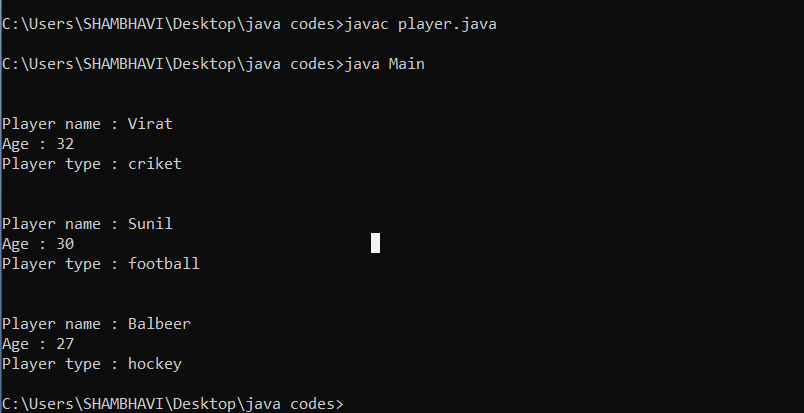 C:\Users\SHAMBHAVI\Desktop\java codes>javac player.java
C:\Users\SHAMBHAVI\Desktop\java codes>java Main
Player name : Virat
Age : 32
Player type : criket
Player name : Sunil
Age : 30
Player type : football
Player name : Balbeer
Age : 27
Player type : hockey
C:\Users\SHAMBHAVI\Desktop\java codes>